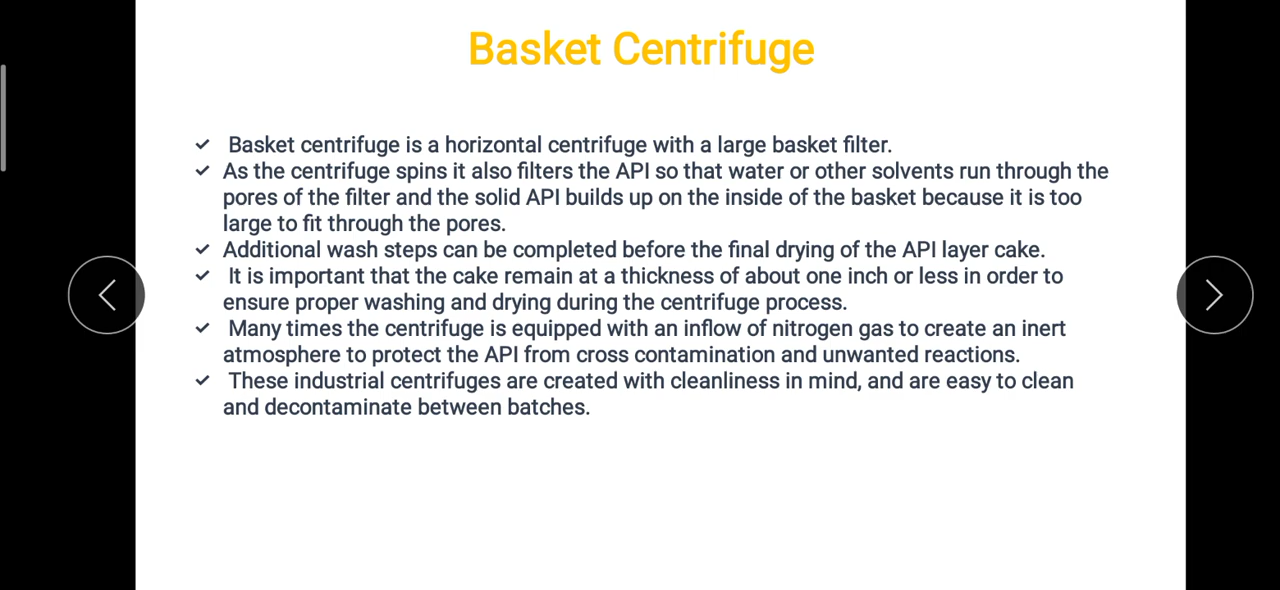 Basket Centrifuge
✓ Basket centrifuge is a horizontal centrifuge with a large basket filter.
✓ As the centrifuge spins it also filters the API so that water or other solvents run through the
pores of the filter and the solid API builds up on the inside of the basket because it is too
large to fit through the pores.
✓ Additional wash steps can be completed before the final drying of the API layer cake.
✓ It is important that the cake remain at a thickness of about one inch or less in order to
ensure proper washing and drying during the centrifuge process.
✓ Many times the centrifuge is equipped with an inflow of nitrogen gas to create an inert
atmosphere to protect the API from cross contamination and unwanted reactions.
✓ These industrial centrifuges are created with cleanliness in mind, and are easy to clean
and decontaminate between batches.